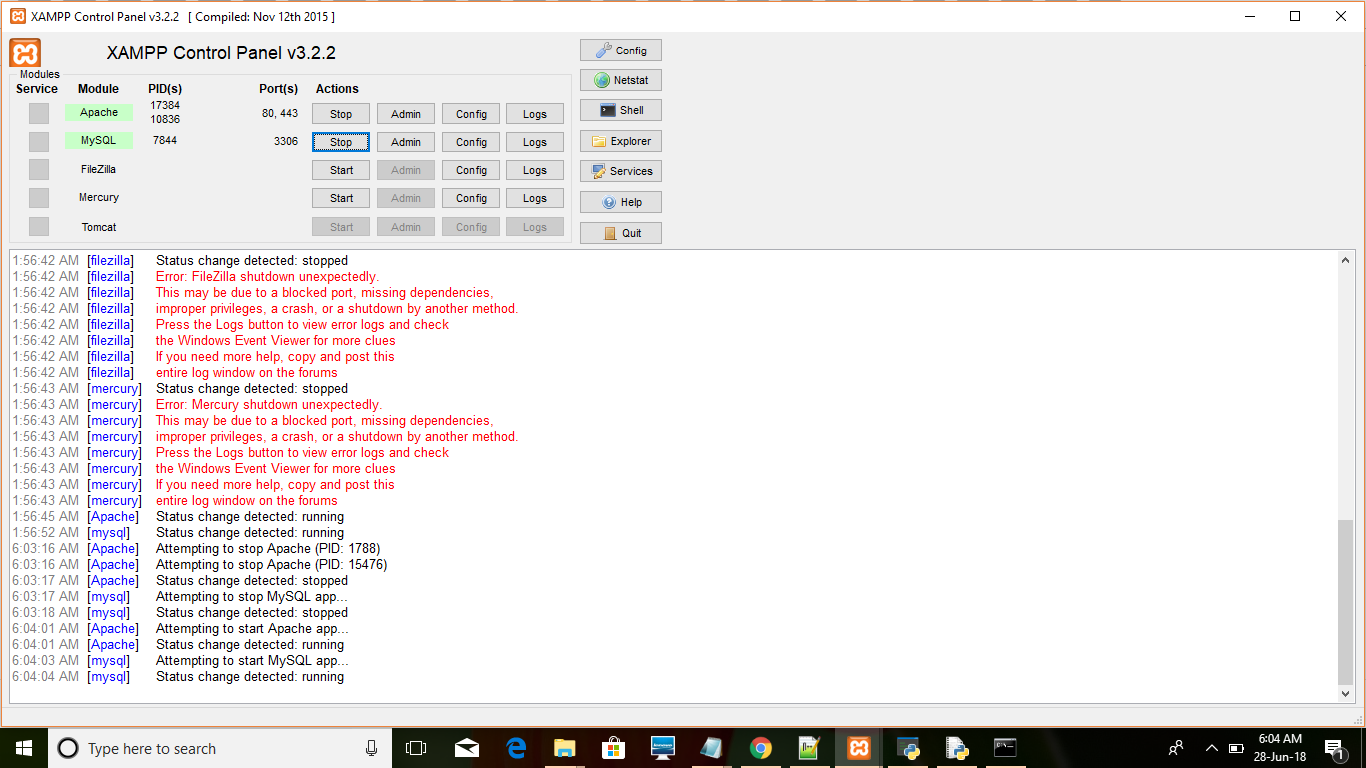 XAMPP Control Panel v3.2.2 [ Compiled: Nov 12th 2015 ]
XAMPP Control Panel v3.2.2
Config
Modules
Service Module PID(s) Port(s) Actions
Netstat
Apache 17384 10836 80, 443 Stop Admin Config Logs
Shell
MySQL 7844 3306 Stop Admin Config Logs
Explorer
FileZilla Start Admin Config Logs
Services
Mercury Start Admin Config Logs
Help
Tomcat Start Admin Config Logs
Quit
1:56:42 AM [filezilla] Status change detected: stopped
1:56:42 AM [filezilla] Error: FileZilla shutdown unexpectedly.
1:56:42 AM [filezilla] This may be due to a blocked port, missing dependencies,
1:56:42 AM [filezilla] improper privileges, a crash, or a shutdown by another method.
1:56:42 AM [filezilla] Press the Logs button to view error logs and check
1:56:42 AM [filezilla] the Windows Event Viewer for more clues
1:56:42 AM [filezilla] If you need more help, copy and post this
1:56:42 AM [filezilla] entire log window on the forums
1:56:43 AM [mercury] Status change detected: stopped
1:56:43 AM [mercury] Error: Mercury shutdown unexpectedly.
1:56:43 AM [mercury] This may be due to a blocked port, missing dependencies,
1:56:43 AM [mercury] improper privileges, a crash, or a shutdown by another method.
1:56:43 AM [mercury] Press the Logs button to view error logs and check
1:56:43 AM [mercury] the Windows Event Viewer for more clues
1:56:43 AM [mercury] If you need more help, copy and post this
1:56:43 AM [mercury] entire log window on the forums
1:56:45 AM [Apache] Status change detected: running
1:56:52 AM [mysql] Status change detected: running
6:03:16 AM [Apache] Attempting to stop Apache (PID: 1788)
6:03:16 AM [Apache] Attempting to stop Apache (PID: 15476)
6:03:17 AM [Apache] Status change detected: stopped
6:03:17 AM [mysql] Attempting to stop MySQL app...
6:03:18 AM [mysql] Status change detected: stopped
6:04:01 AM [Apache] Attempting to start Apache app...
6:04:01 AM [Apache] Status change detected: running
6:04:03 AM [mysql] Attempting to start MySQL app...
6:04:04 AM [mysql] Status change detected: running
Type here to search
6:04 AM
28-Jun-18
1